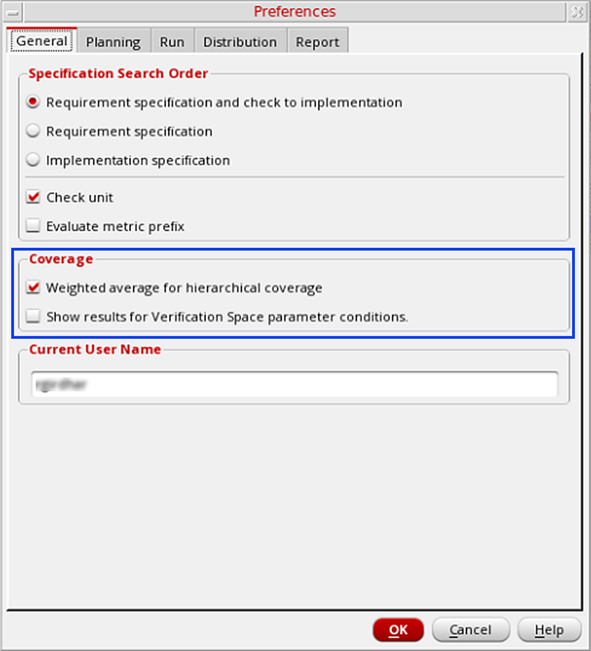 Preferences
General
Planning
Run
Distribution
Report
Specification Search Order
Requirement specification and check to implementation
Requirement specification
Implementation specification
Check unit
Evaluate metric prefix
Coverage
Weighted average for hierarchical coverage
Show results for Verification Space parameter conditions.
Current User Name
OK
Cancel
Help